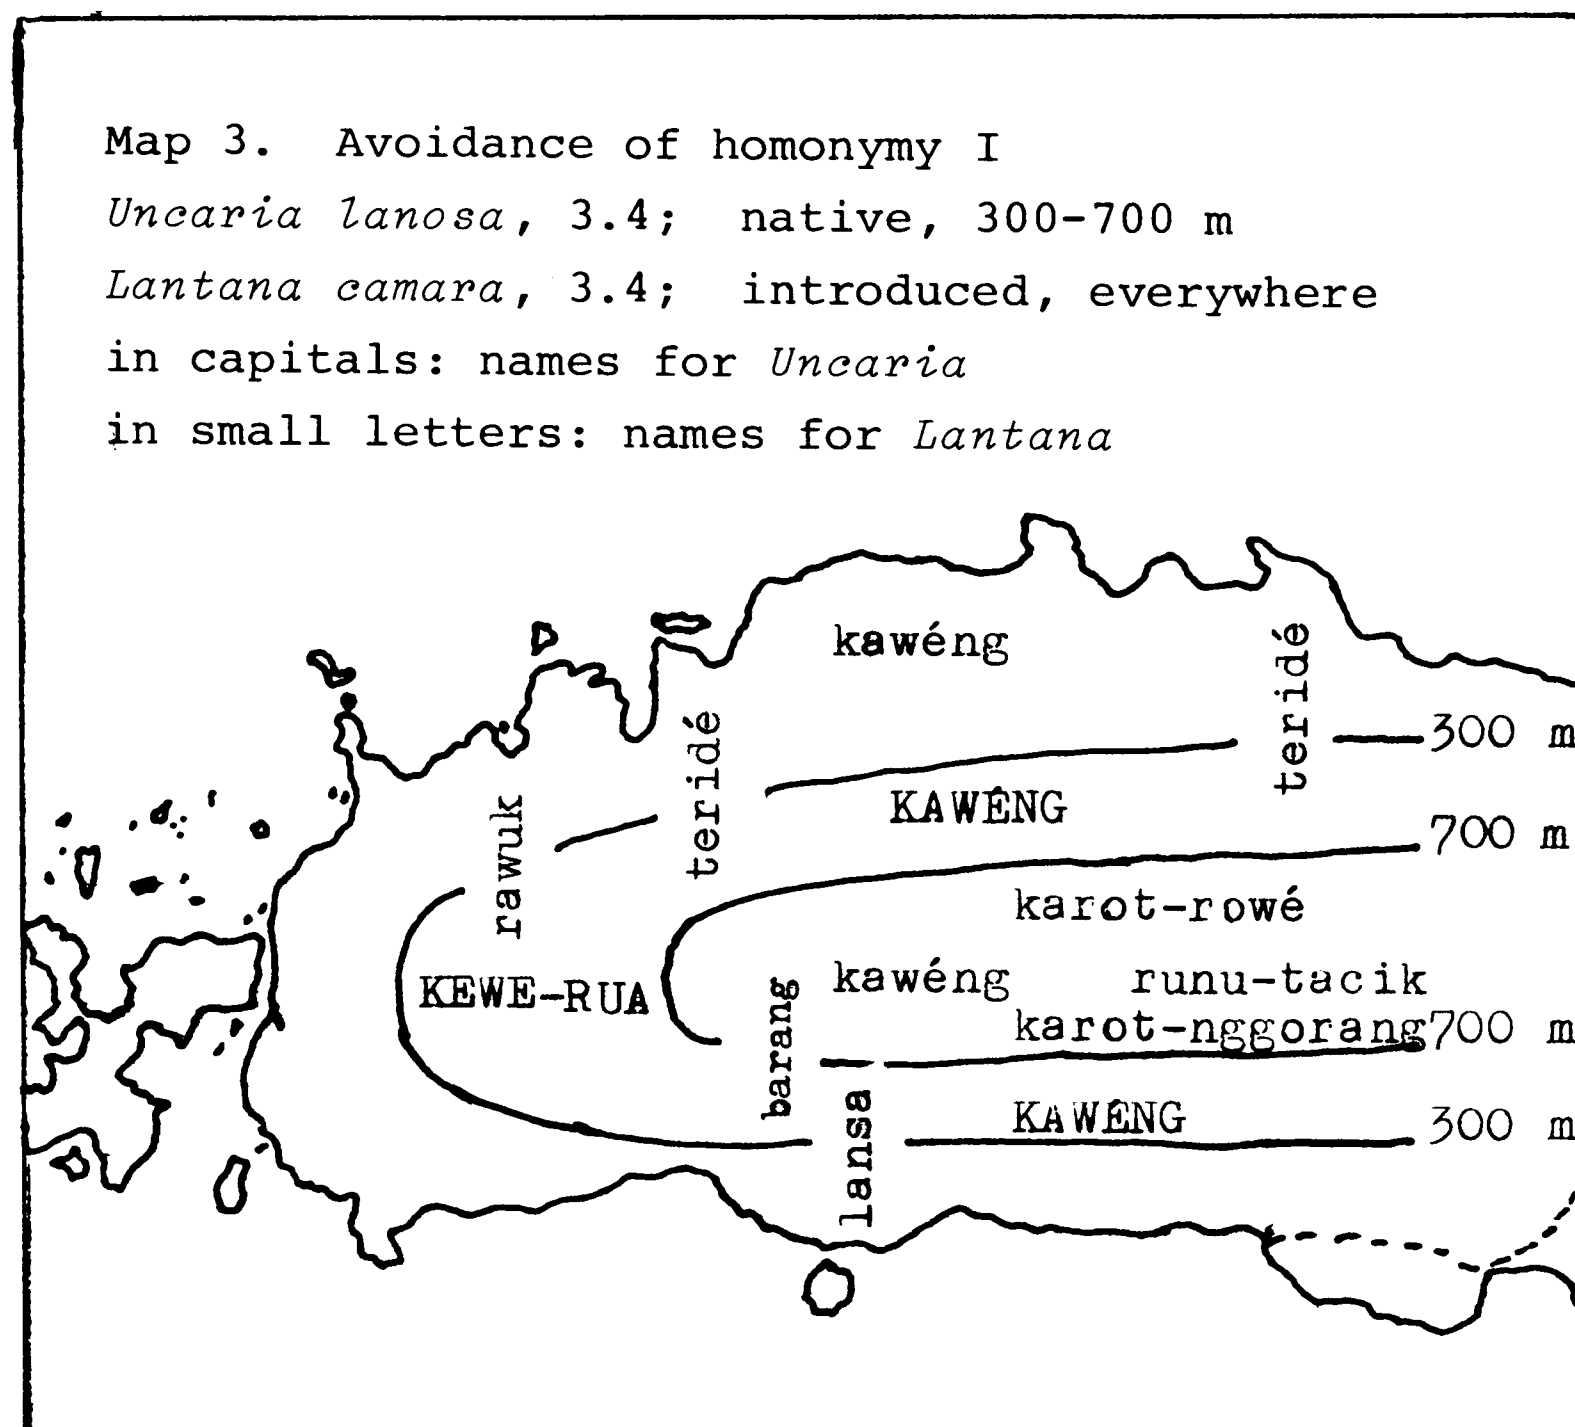 Map 3. Avoidance of homonymy I
Uncaria lanosa, 3.4; native, 300-700 m
Lantana camara, 3.4; introduced, everywhere
in capitals: names for Uncaria
in small letters: names for Lantana
kawéng
teridé
300 m
teridé
KAWÉNG
rawuk
700 m
karot-rowé
KEWE-RUA
kawéng
runu-tacik
barang
karot-nggorang
700 m
lansa
KAWÉNG
300 m